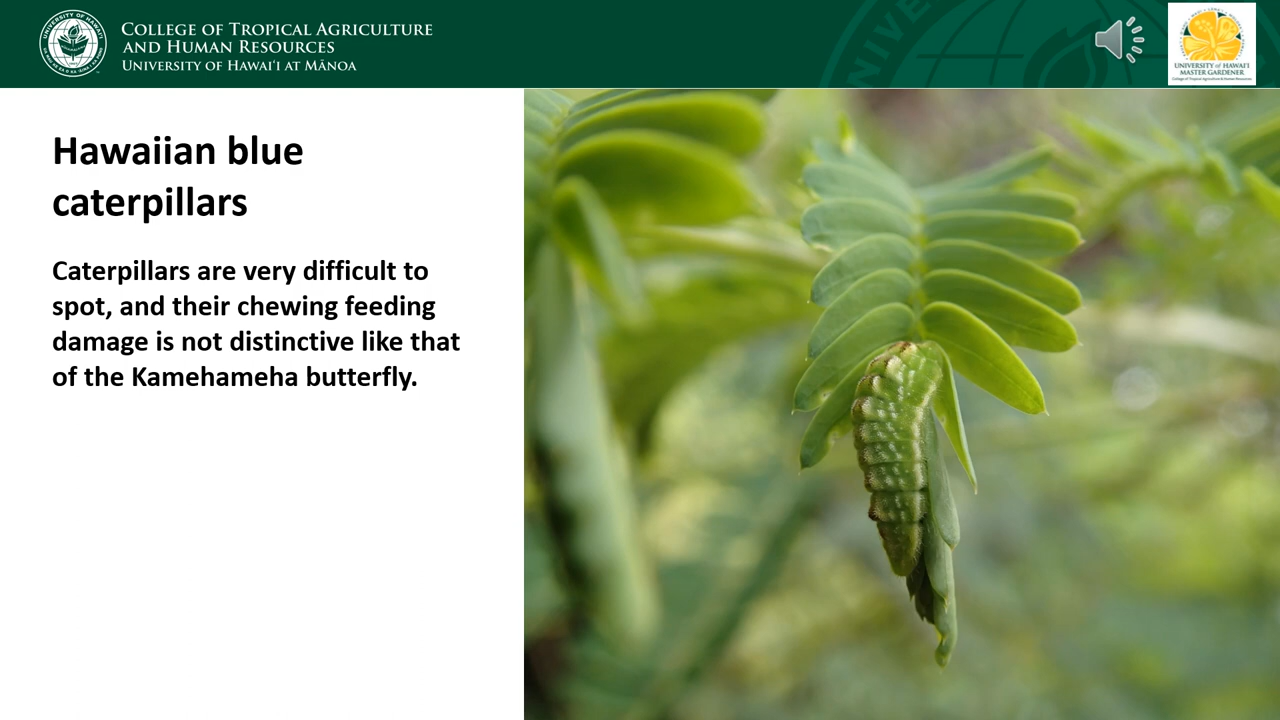 College of Tropical Agriculture
and Human Resources
University of Hawaiʻi at Mānoa
UNIVERSITY of HAWAI'I
MASTER GARDENER
College of Tropical Agriculture & Human Resources
Hawaiian blue
caterpillars
Caterpillars are very difficult to
spot, and their chewing feeding
damage is not distinctive like that
of the Kamehameha butterfly.